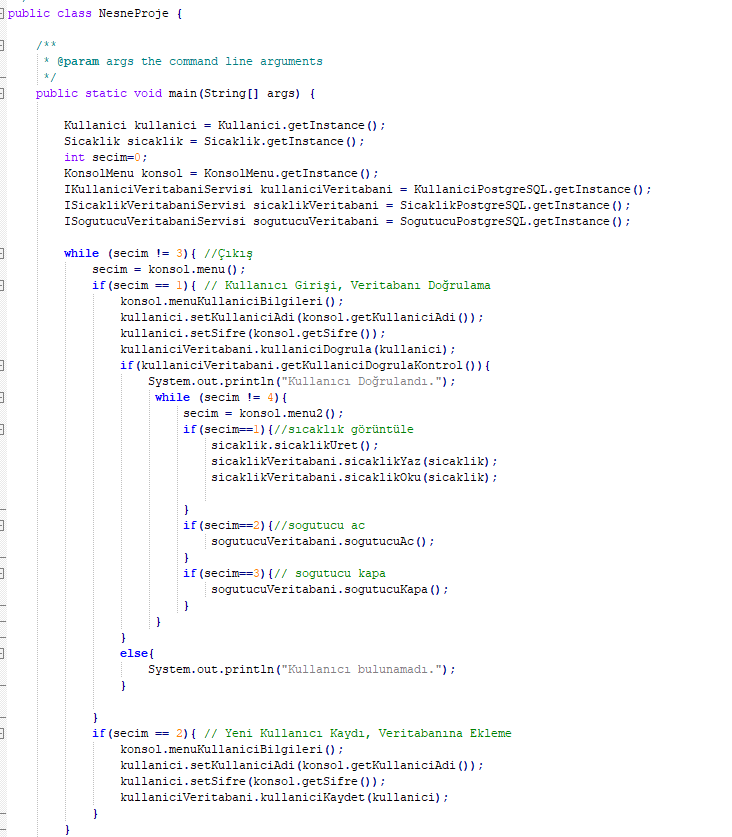 public class NesneProje {
/**
* @param args the command line arguments
*/
public static void main(String[] args) {
Kullanici kullanici = Kullanici.getInstance();
Sicaklik sicaklik = Sicaklik.getInstance();
int secim=0;
KonsolMenu konsol = KonsolMenu.getInstance();
IKullaniciVeritabaniServisi kullaniciVeritabani = KullaniciPostgreSQL.getInstance();
ISicaklikVeritabaniServisi sicaklikVeritabani = SicaklikPostgreSQL.getInstance();
ISogutucuVeritabaniServisi sogutucuVeritabani = SogutucuPostgreSQL.getInstance();
while (secim != 3){ //Çıkış
secim = konsol.menu();
if(secim == 1){ // Kullanıcı Girişi, Veritabanı Doğrulama
konsol.menuKullaniciBilgileri();
kullanici.setKullaniciAdi(konsol.getKullaniciAdi());
kullanici.setSifre(konsol.getSifre());
kullaniciVeritabani.kullaniciDogrula(kullanici);
if(kullaniciVeritabani.getKullaniciDogrulaKontrol()){
System.out.println("Kullanıcı Doğrulandı.");
while (secim != 4){
secim = konsol.menu2();
if(secim==1){//sıcaklık görüntüle
sicaklik.sicaklikUret();
sicaklikVeritabani.sicaklikYaz(sicaklik);
sicaklikVeritabani.sicaklikOku(sicaklik);
}
if(secim==2){//sogutucu ac
sogutucuVeritabani.sogutucuAc();
}
if(secim==3){// sogutucu kapa
sogutucuVeritabani.sogutucuKapa();
}
}
}
else{
System.out.println("Kullanıcı bulunamadı.");
}
}
if(secim == 2){ // Yeni Kullanıcı Kaydı, Veritabanına Ekleme
konsol.menuKullaniciBilgileri();
kullanici.setKullaniciAdi(konsol.getKullaniciAdi());
kullanici.setSifre(konsol.getSifre());
kullaniciVeritabani.kullaniciKaydet(kullanici);
}
}